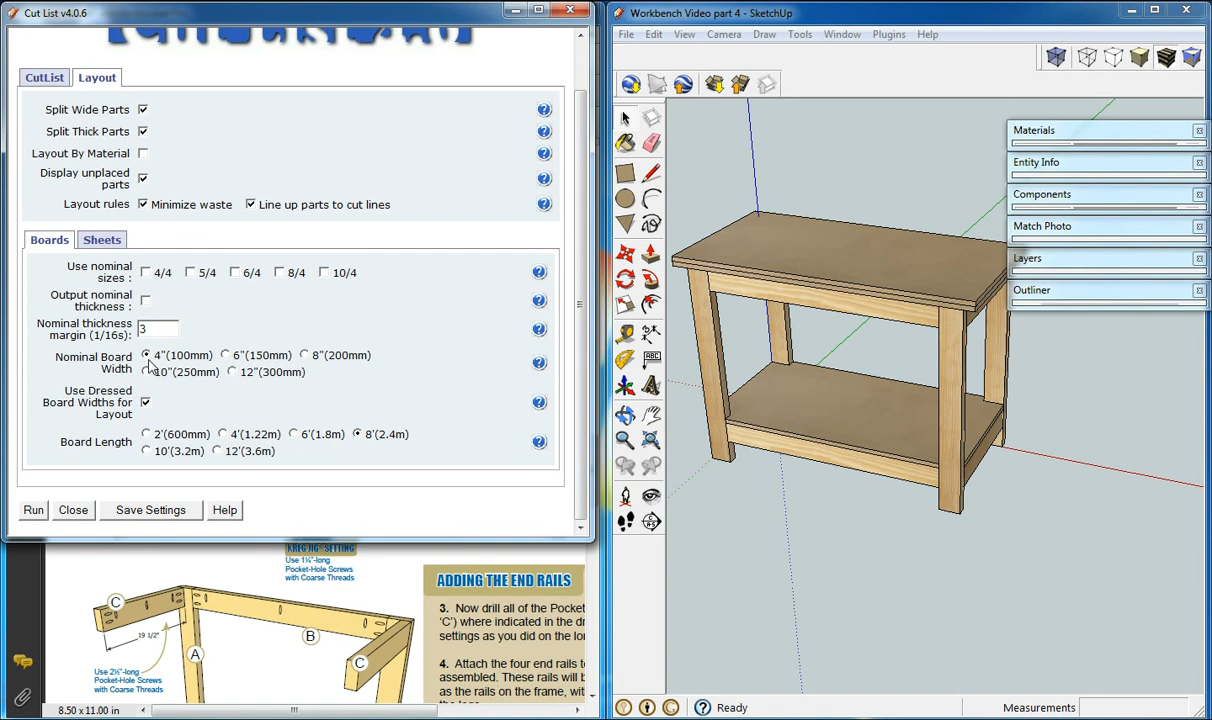 Cut List v4.0.6
CutList Layout
Split Wide Parts
Split Thick Parts
Layout By Material
Display unplaced
parts
Layout rules Minimize waste Line up parts to cut lines
Boards Sheets
Use nominal
sizes : 4/4 5/4 6/4 8/4 10/4
Output nominal
thickness :
Nominal thickness
margin (1/16s): 3
Nominal Board
Width 4"(100mm) 6"(150mm) 8"(200mm)
10"(250mm) 12"(300mm)
Use Dressed
Board Widths for
Layout
Board Length 2'(600mm) 4'(1.22m) 6'(1.8m) 8'(2.4m)
10'(3.2m) 12'(3.6m)
Run Close Save Settings Help
KREG JIG® SETTING
Use 1¼"-long
Pocket-Hole Screws
with Coarse Threads
C
19 1/2"
B
A
C
Use 2½"-long
Pocket-Hole Screws
with Coarse Threads
ADDING THE END RAILS
3. Now drill all of the Pocket
'C') where indicated in the dr
settings as you did on the lo
4. Attach the four end rails t
assembled. These rails will b
as the rails on the frame, wit
8.50 x 11.00 in
Workbench Video part 4 - SketchUp
File Edit View Camera Draw Tools Window Plugins Help
Materials
Entity Info
Components
Match Photo
Layers
Outliner
Ready
Measurements